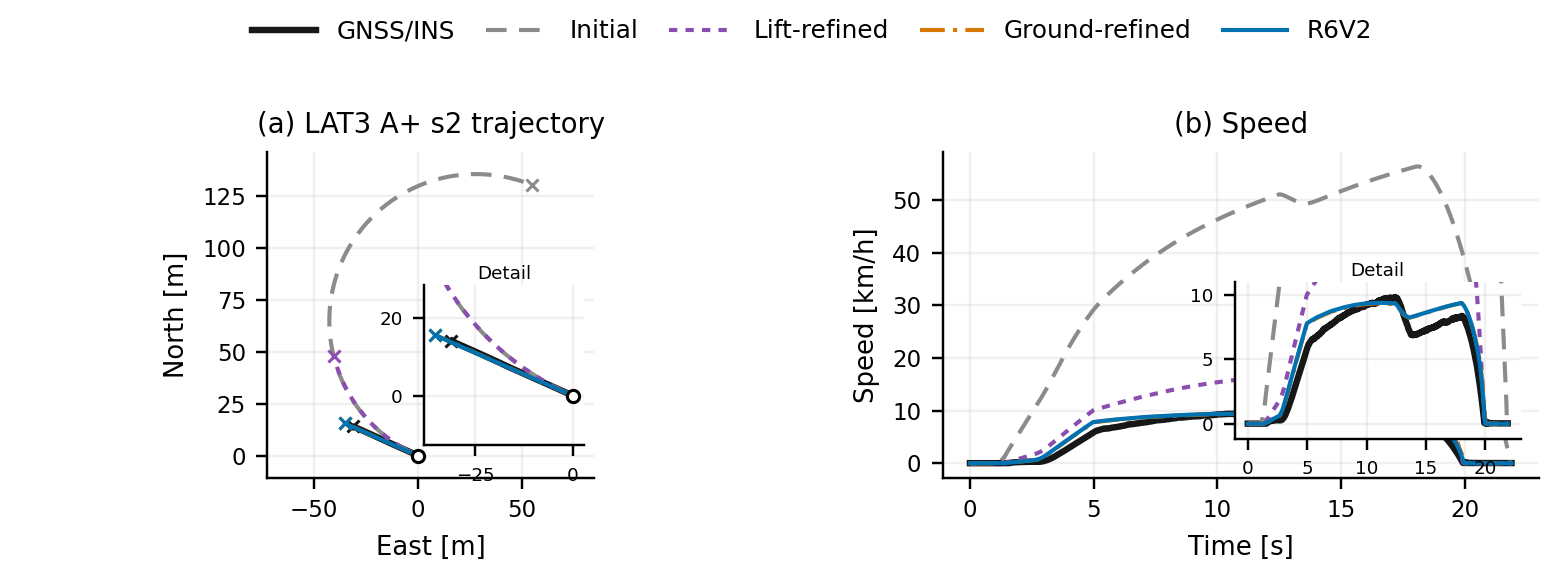 GNSS/INS Initial Lift-refined Ground-refined R6V2
(a) LAT3 A+ s2 trajectory
125
100
75
50
25
0
North [m]
−50 0 50
East [m]
Detail
20
0
−25 0
(b) Speed
50
40
30
20
10
0
Speed [km/h]
0 5 10 15 20
Time [s]
Detail
10
5
0
0 5 10 15 20